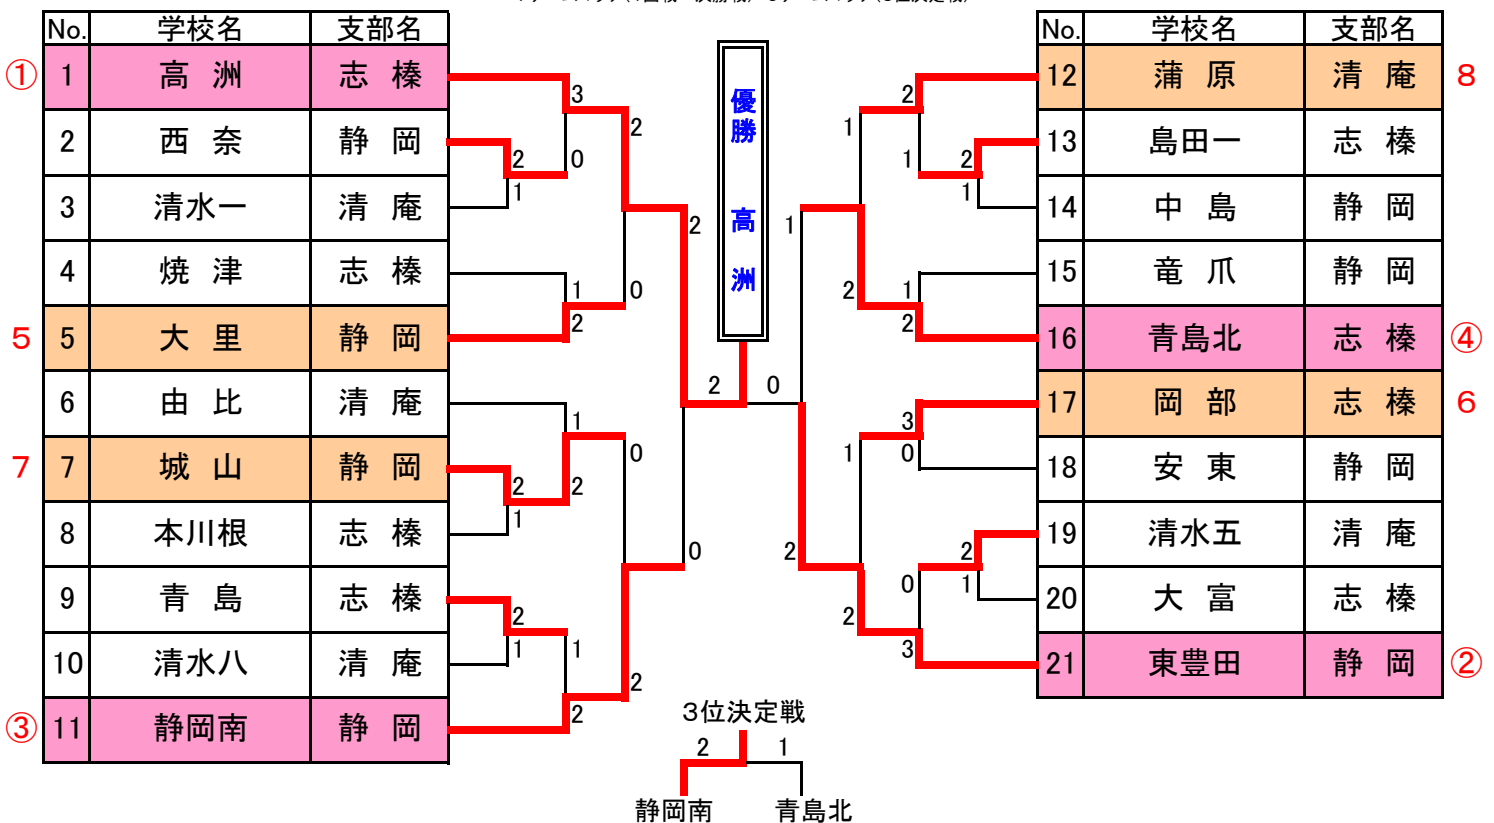 No. 学校名 支部名
① 1 高洲 志榛
2 西奈 静岡
3 清水一 清庵
4 焼津 志榛
5 5 大里 静岡
6 由比 清庵
7 7 城山 静岡
8 本川根 志榛
9 青島 志榛
10 清水八 清庵
③ 11 静岡南 静岡
3
2
2
0
1
2
1
0
2
1
0
2
2
1
0
2
1
1
2
2
優勝 高洲
2 0
No. 学校名 支部名
12 蒲原 清庵 8
13 島田一 志榛
14 中島 静岡
15 竜爪 静岡
16 青島北 志榛 ④
17 岡部 志榛 6
18 安東 静岡
19 清水五 清庵
20 大富 志榛
21 東豊田 静岡 ②
2
1
1
2
1
1
2
1
2
3
1
0
2
2
0
1
2
3
3位決定戦
2 1
静岡南 青島北